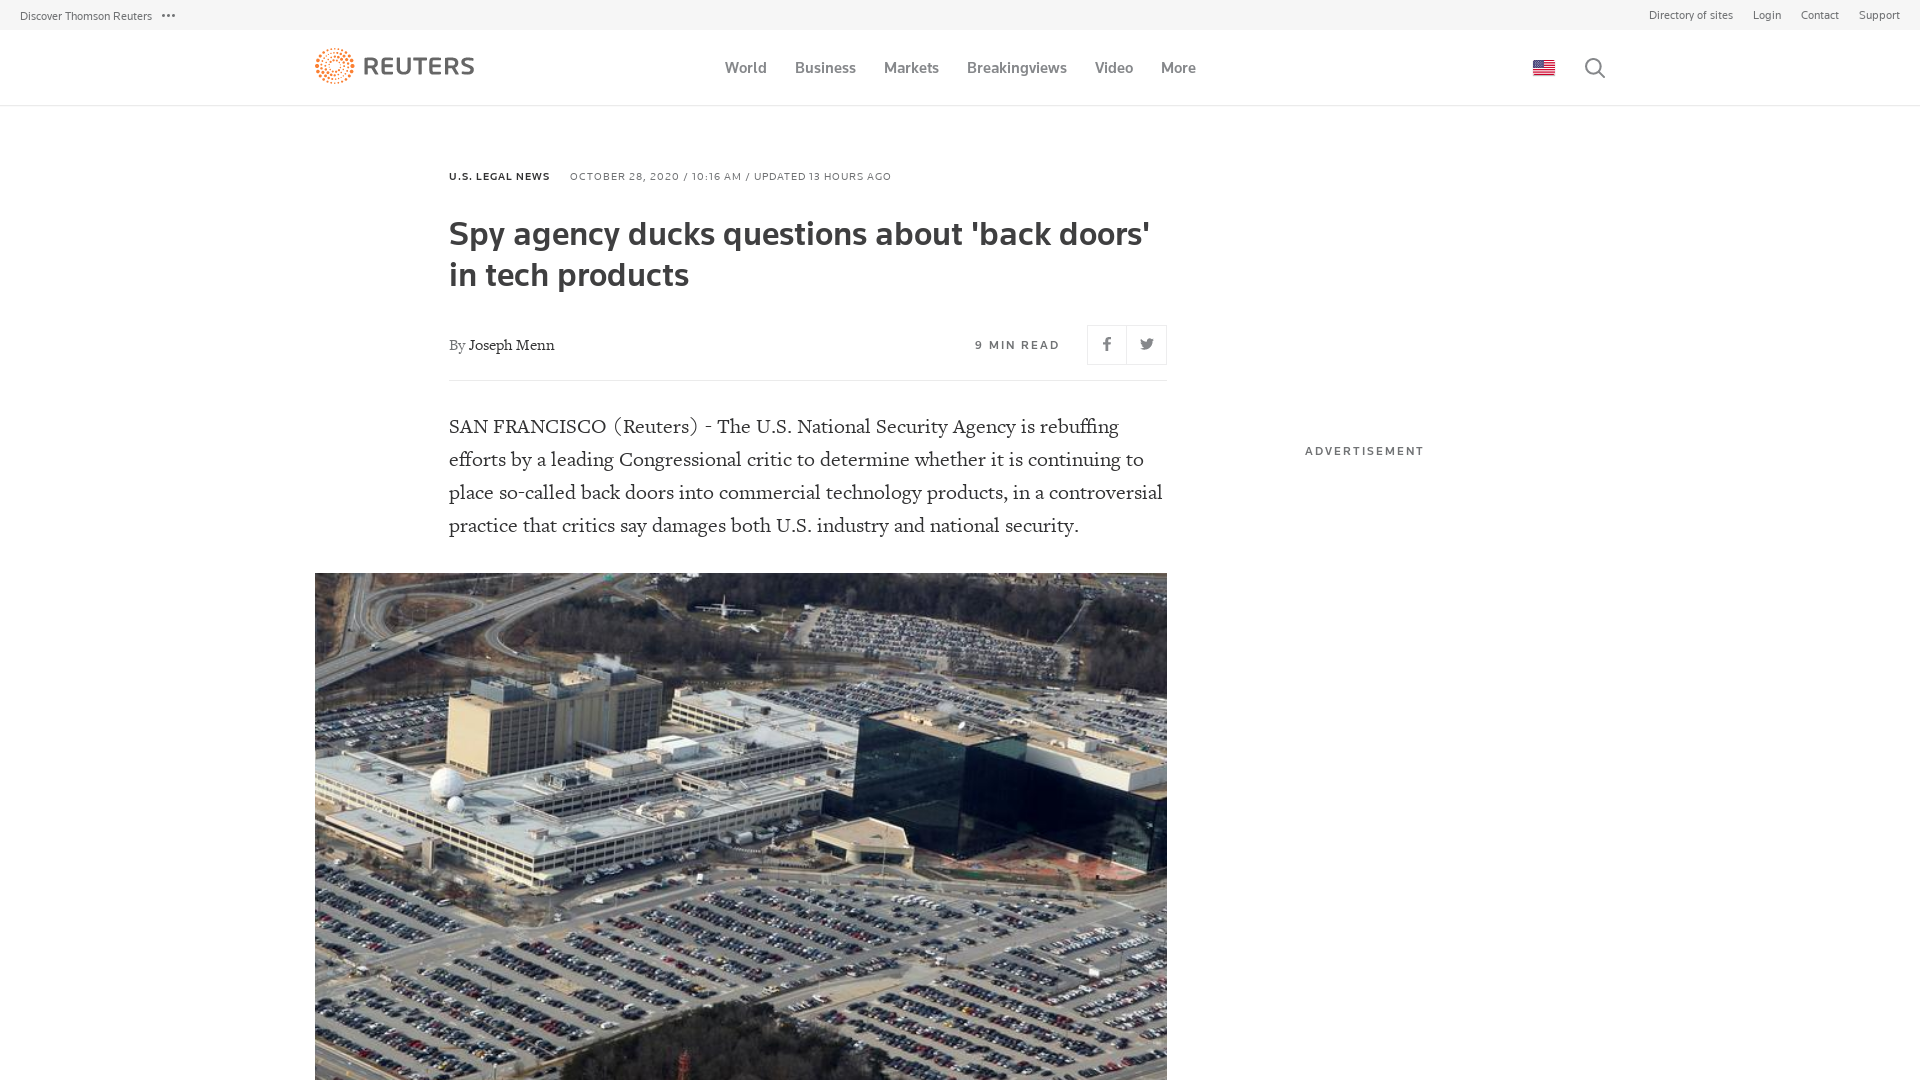 Discover Thomson Reuters
Directory of sites Login Contact Support
REUTERS
World Business Markets Breakingviews Video More
U.S. LEGAL NEWS OCTOBER 28, 2020 / 10:16 AM / UPDATED 13 HOURS AGO
Spy agency ducks questions about 'back doors'
in tech products
By Joseph Menn
9 MIN READ
SAN FRANCISCO (Reuters) - The U.S. National Security Agency is rebuffing
efforts by a leading Congressional critic to determine whether it is continuing to
place so-called back doors into commercial technology products, in a controversial
practice that critics say damages both U.S. industry and national security.
ADVERTISEMENT